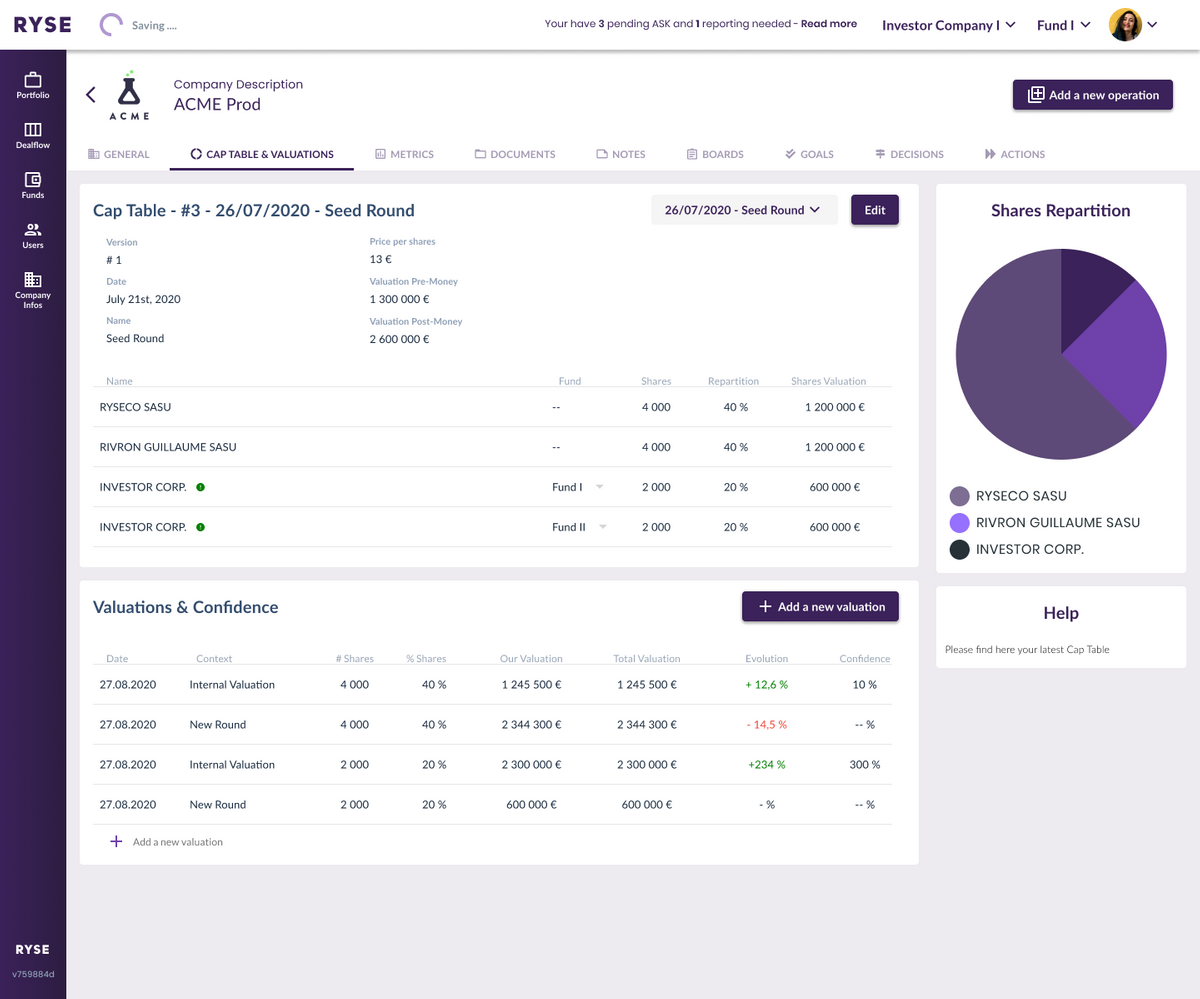 RYSE
Saving ....
Your have 3 pending ASK and 1 reporting needed - Read more
Investor Company I
Fund I
Portfolio
Dealflow
Funds
Users
Company
Infos
RYSE
v759884d
ACME
Company Description
ACME Prod
Add a new operation
GENERAL
CAP TABLE & VALUATIONS
METRICS
DOCUMENTS
NOTES
BOARDS
GOALS
DECISIONS
ACTIONS
Cap Table - #3 - 26/07/2020 - Seed Round
26/07/2020 - Seed Round
Edit
Version
# 1
Date
July 21st, 2020
Name
Seed Round
Price per shares
13 €
Valuation Pre-Money
1 300 000 €
Valuation Post-Money
2 600 000 €
Name Fund Shares Repartition Shares Valuation
RYSECO SASU -- 4 000 40 % 1 200 000 €
RIVRON GUILLAUME SASU -- 4 000 40 % 1 200 000 €
INVESTOR CORP. Fund I 2 000 20 % 600 000 €
INVESTOR CORP. Fund II 2 000 20 % 600 000 €
Valuations & Confidence
Add a new valuation
Date Context # Shares % Shares Our Valuation Total Valuation Evolution Confidence
27.08.2020 Internal Valuation 4 000 40 % 1 245 500 € 1 245 500 € + 12,6 % 10 %
27.08.2020 New Round 4 000 40 % 2 344 300 € 2 344 300 € - 14,5 % -- %
27.08.2020 Internal Valuation 2 000 20 % 2 300 000 € 2 300 000 € +234 % 300 %
27.08.2020 New Round 2 000 20 % 600 000 € 600 000 € - % -- %
Add a new valuation
Shares Repartition
RYSECO SASU
RIVRON GUILLAUME SASU
INVESTOR CORP.
Help
Please find here your latest Cap Table